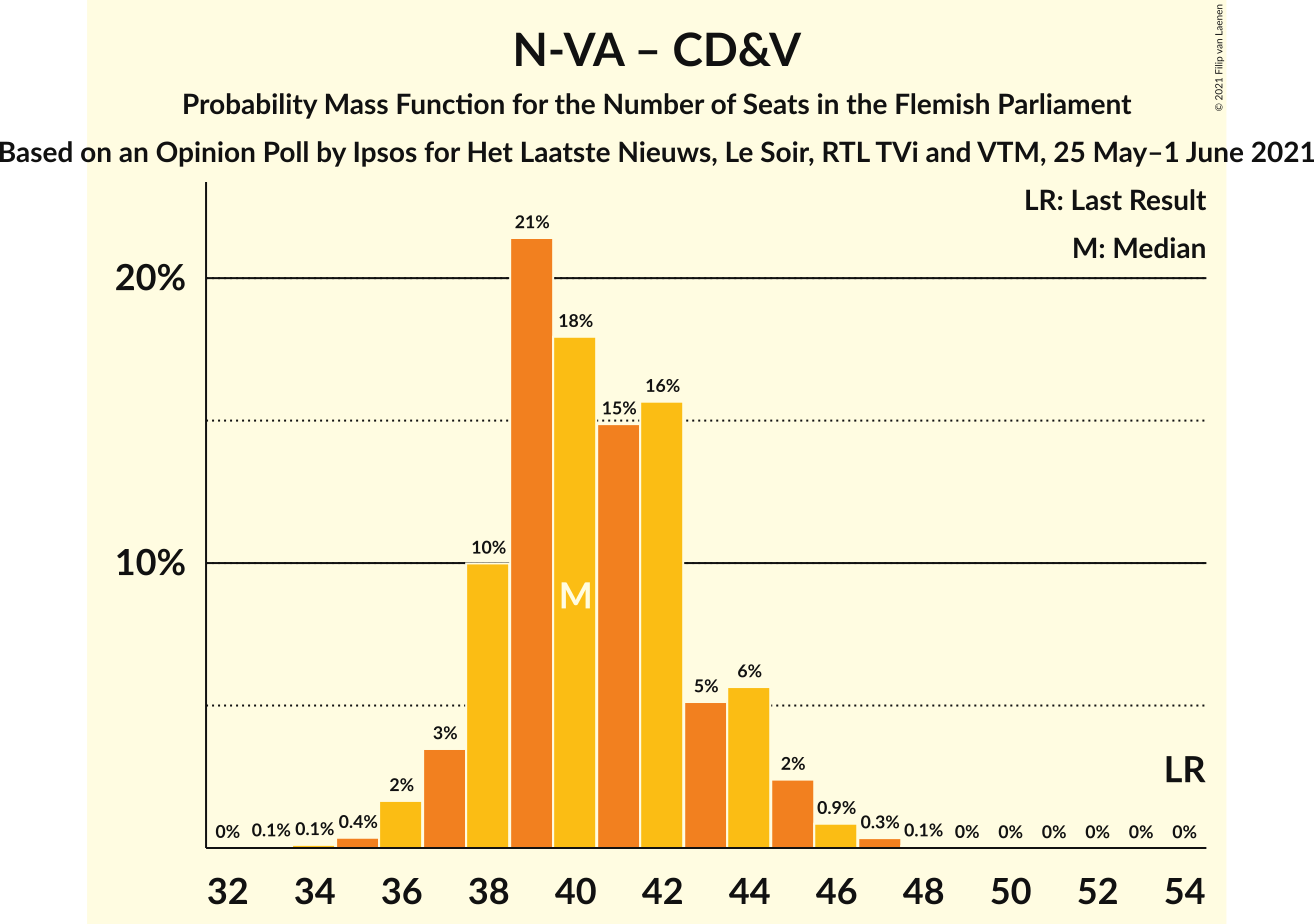 N-VA – CD&V
Probability Mass Function for the Number of Seats in the Flemish Parliament
Based on an Opinion Poll by Ipsos for Het Laatste Nieuws, Le Soir, RTL TVi and VTM, 25 May–1 June 2021
© 2021 Filip van Laenen
LR: Last Result
M: Median
20%
10%
0%
0.1%
0.1%
0.4%
2%
3%
10%
21%
18%
15%
16%
5%
6%
2%
0.9%
0.3%
0.1%
0%
0%
0%
0%
0%
0%
M
LR
32 34 36 38 40 42 44 46 48 50 52 54